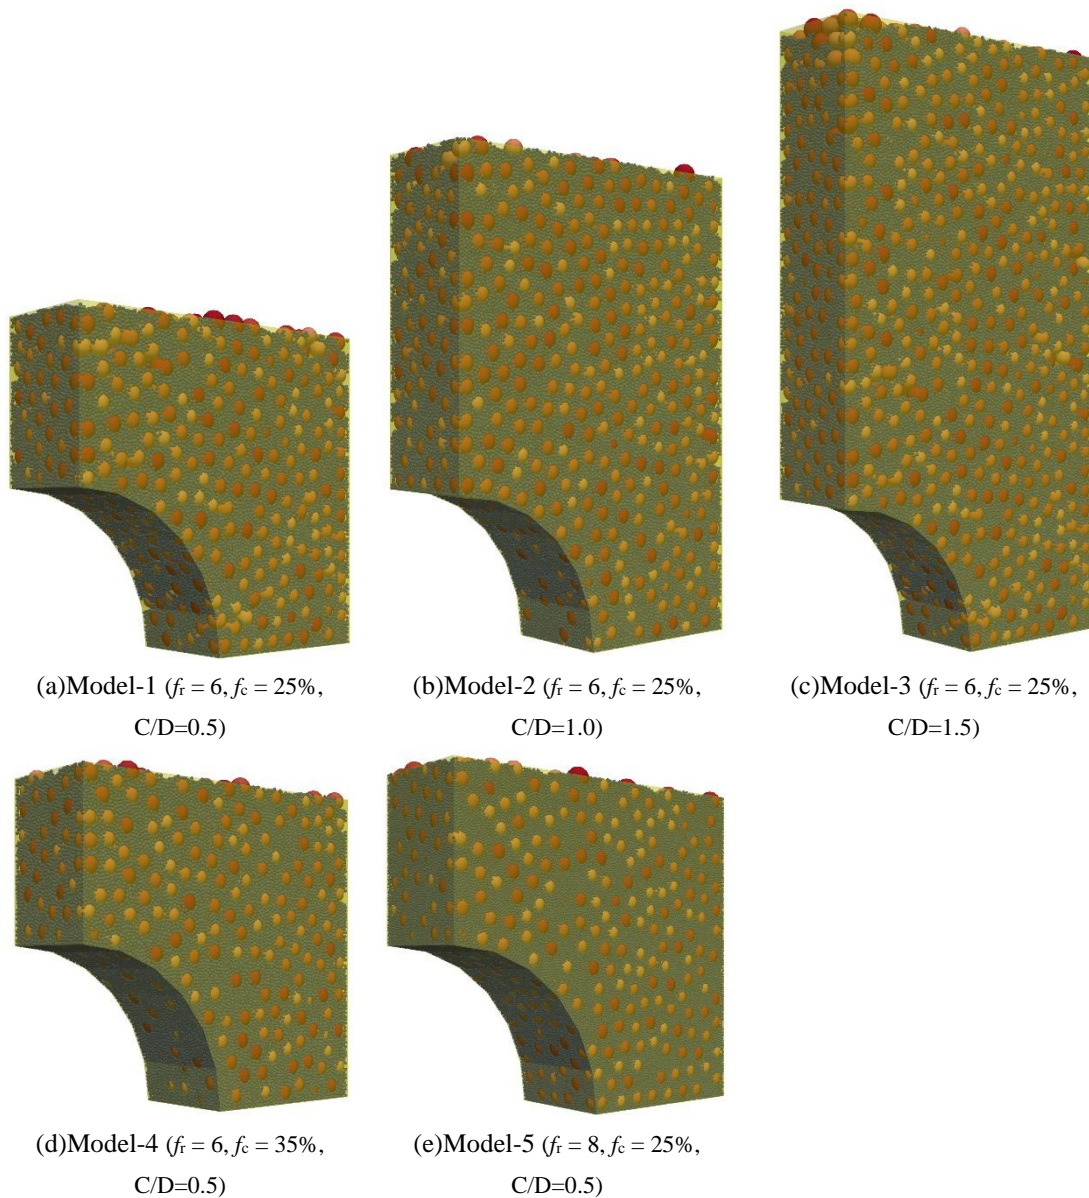 (a)Model-1 (fr = 6, fc = 25%,
C/D=0.5)
(b)Model-2 (fr = 6, fc = 25%,
C/D=1.0)
(c)Model-3 (fr = 6, fc = 25%,
C/D=1.5)
(d)Model-4 (fr = 6, fc = 35%,
C/D=0.5)
(e)Model-5 (fr = 8, fc = 25%,
C/D=0.5)